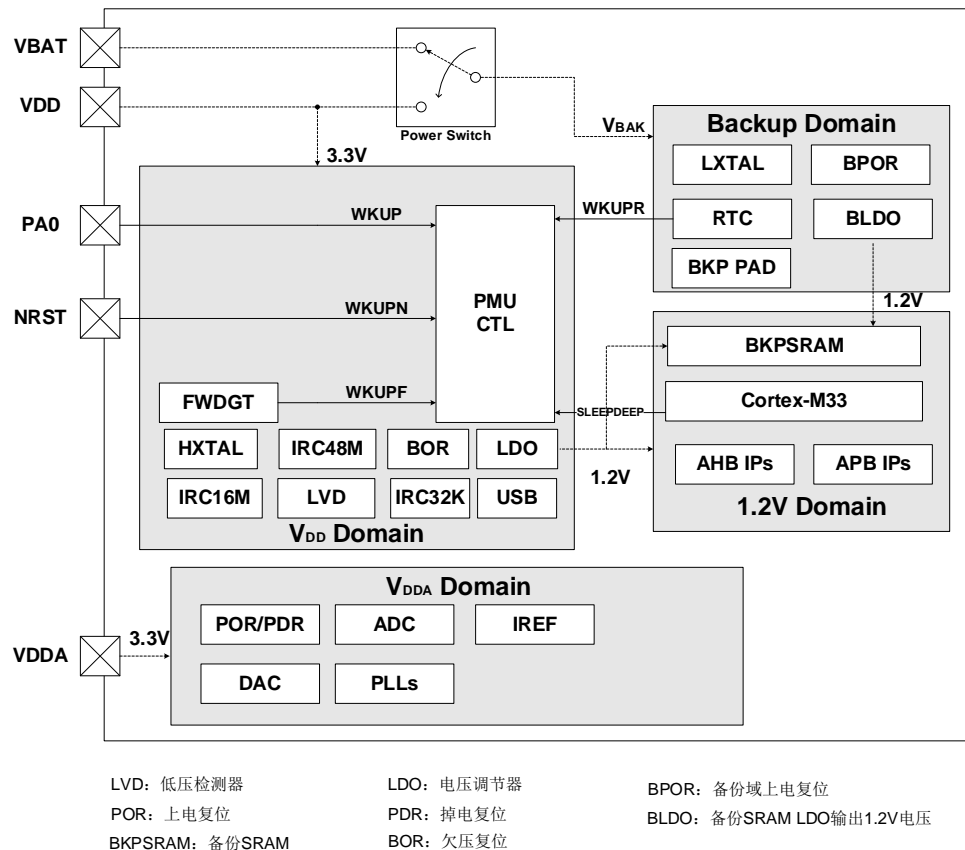 VBAT
VDD
Power Switch
3.3V
VBAK
Backup Domain
LXTAL
BPOR
RTC
BLDO
BKP PAD
WKUPR
1.2V
PA0
WKUP
NRST
WKUPN
PMU
CTL
FWDGT
WKUPF
HXTAL
IRC48M
BOR
LDO
IRC16M
LVD
IRC32K
USB
VDD Domain
SLEEPDEEP
1.2V
BKPSRAM
Cortex-M33
AHB IPs
APB IPs
1.2V Domain
VDDA
3.3V
VDDA Domain
POR/PDR
ADC
IREF
DAC
PLLs
LVD：低压检测器
LDO：电压调节器
BPOR：备份域上电复位
POR：上电复位
PDR：掉电复位
BLDO：备份SRAM LDO输出1.2V电压
BKPSRAM：备份SRAM
BOR：欠压复位